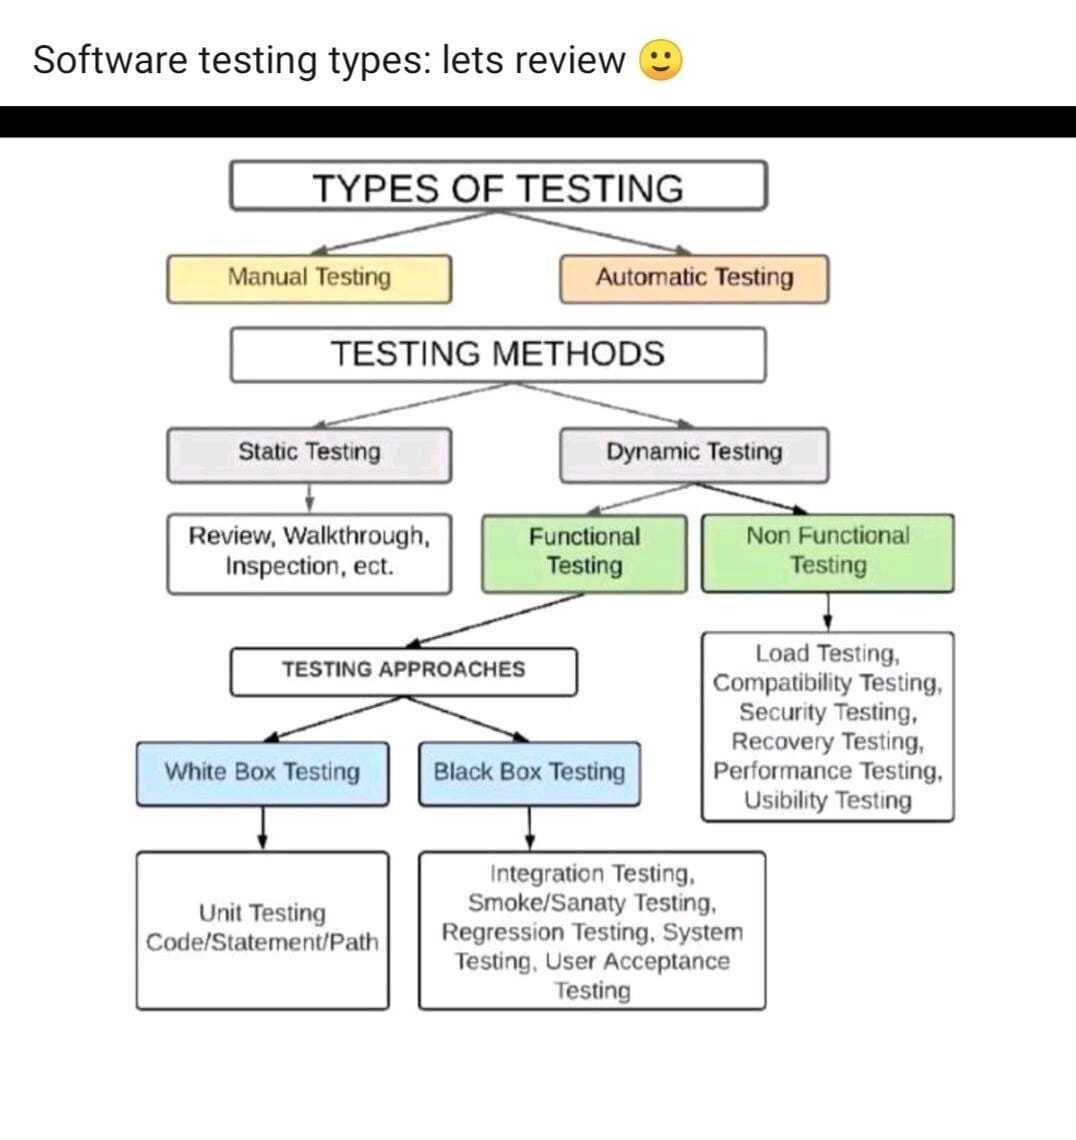 Software testing types: lets review 🙂
TYPES OF TESTING
Manual Testing
Automatic Testing
TESTING METHODS
Static Testing
Dynamic Testing
Review, Walkthrough,
Inspection, ect.
Functional
Testing
Non Functional
Testing
TESTING APPROACHES
Load Testing,
Compatibility Testing,
Security Testing,
Recovery Testing,
Performance Testing,
Usibility Testing
White Box Testing
Black Box Testing
Unit Testing
Code/Statement/Path
Integration Testing,
Smoke/Sanaty Testing,
Regression Testing, System
Testing, User Acceptance
Testing